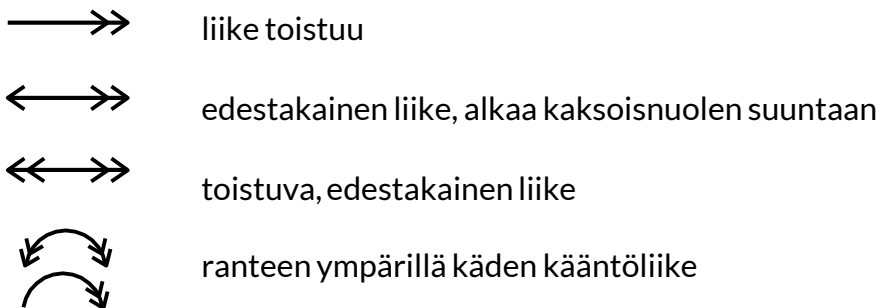 liike toistuu
edestakainen liike, alkaa kaksoisnuolen suuntaan
toistuva, edestakainen liike
ranteen ympärillä käden kääntöliike